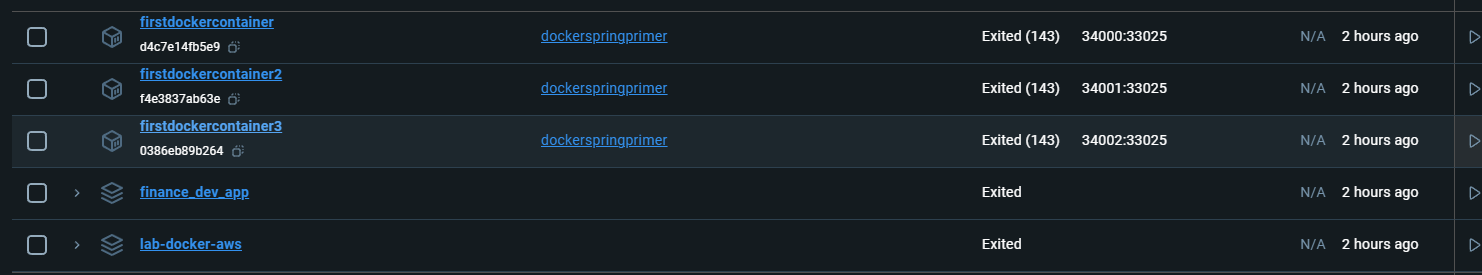 firstdockercontainer
d4c7e14fb5e9
dockerspringprimer Exited (143) 34000:33025 N/A 2 hours ago
firstdockercontainer2
f4e3837ab63e
dockerspringprimer Exited (143) 34001:33025 N/A 2 hours ago
firstdockercontainer3
0386eb89b264
dockerspringprimer Exited (143) 34002:33025 N/A 2 hours ago
finance_dev_app Exited N/A 2 hours ago
lab-docker-aws Exited N/A 2 hours ago